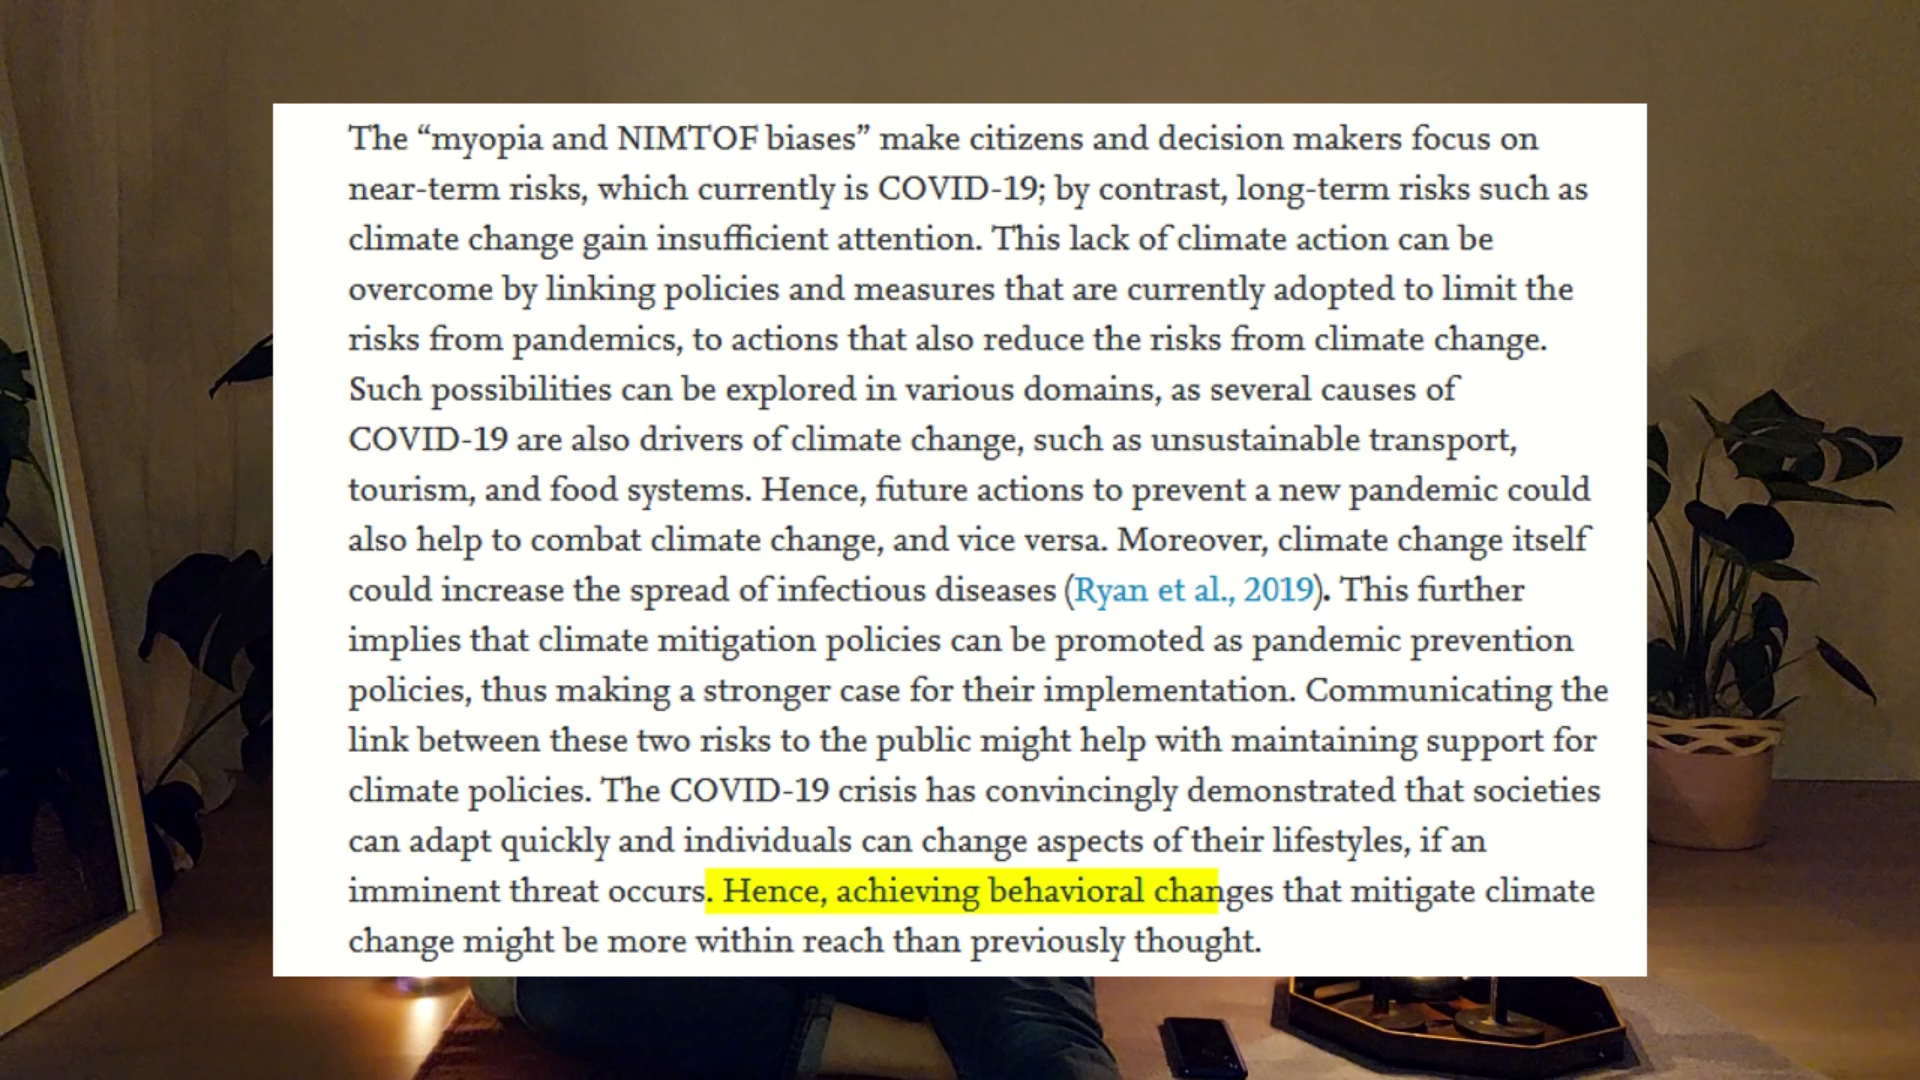 The “myopia and NIMTOF biases” make citizens and decision makers focus on
near-term risks, which currently is COVID-19; by contrast, long-term risks such as
climate change gain insufficient attention. This lack of climate action can be
overcome by linking policies and measures that are currently adopted to limit the
risks from pandemics, to actions that also reduce the risks from climate change.
Such possibilities can be explored in various domains, as several causes of
COVID-19 are also drivers of climate change, such as unsustainable transport,
tourism, and food systems. Hence, future actions to prevent a new pandemic could
also help to combat climate change, and vice versa. Moreover, climate change itself
could increase the spread of infectious diseases (Ryan et al., 2019). This further
implies that climate mitigation policies can be promoted as pandemic prevention
policies, thus making a stronger case for their implementation. Communicating the
link between these two risks to the public might help with maintaining support for
climate policies. The COVID-19 crisis has convincingly demonstrated that societies
can adapt quickly and individuals can change aspects of their lifestyles, if an
imminent threat occurs. Hence, achieving behavioral changes that mitigate climate
change might be more within reach than previously thought.